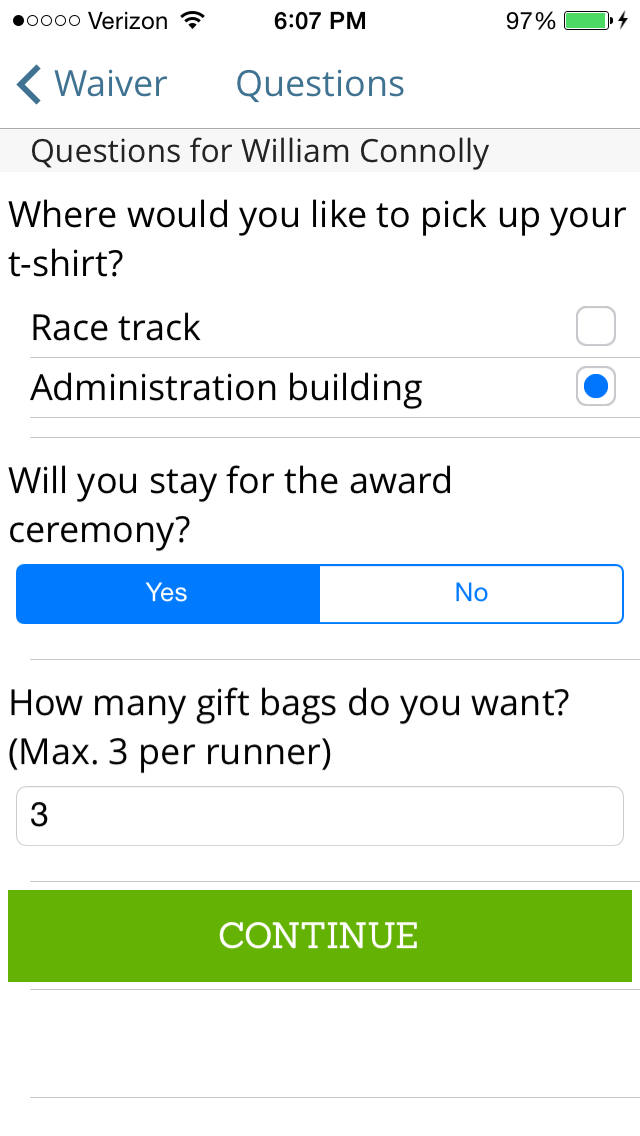 Verizon 6:07 PM 97%
Waiver Questions
Questions for William Connolly
Where would you like to pick up your
t-shirt?
Race track
Administration building
Will you stay for the award
ceremony?
Yes No
How many gift bags do you want?
(Max. 3 per runner)
3
CONTINUE